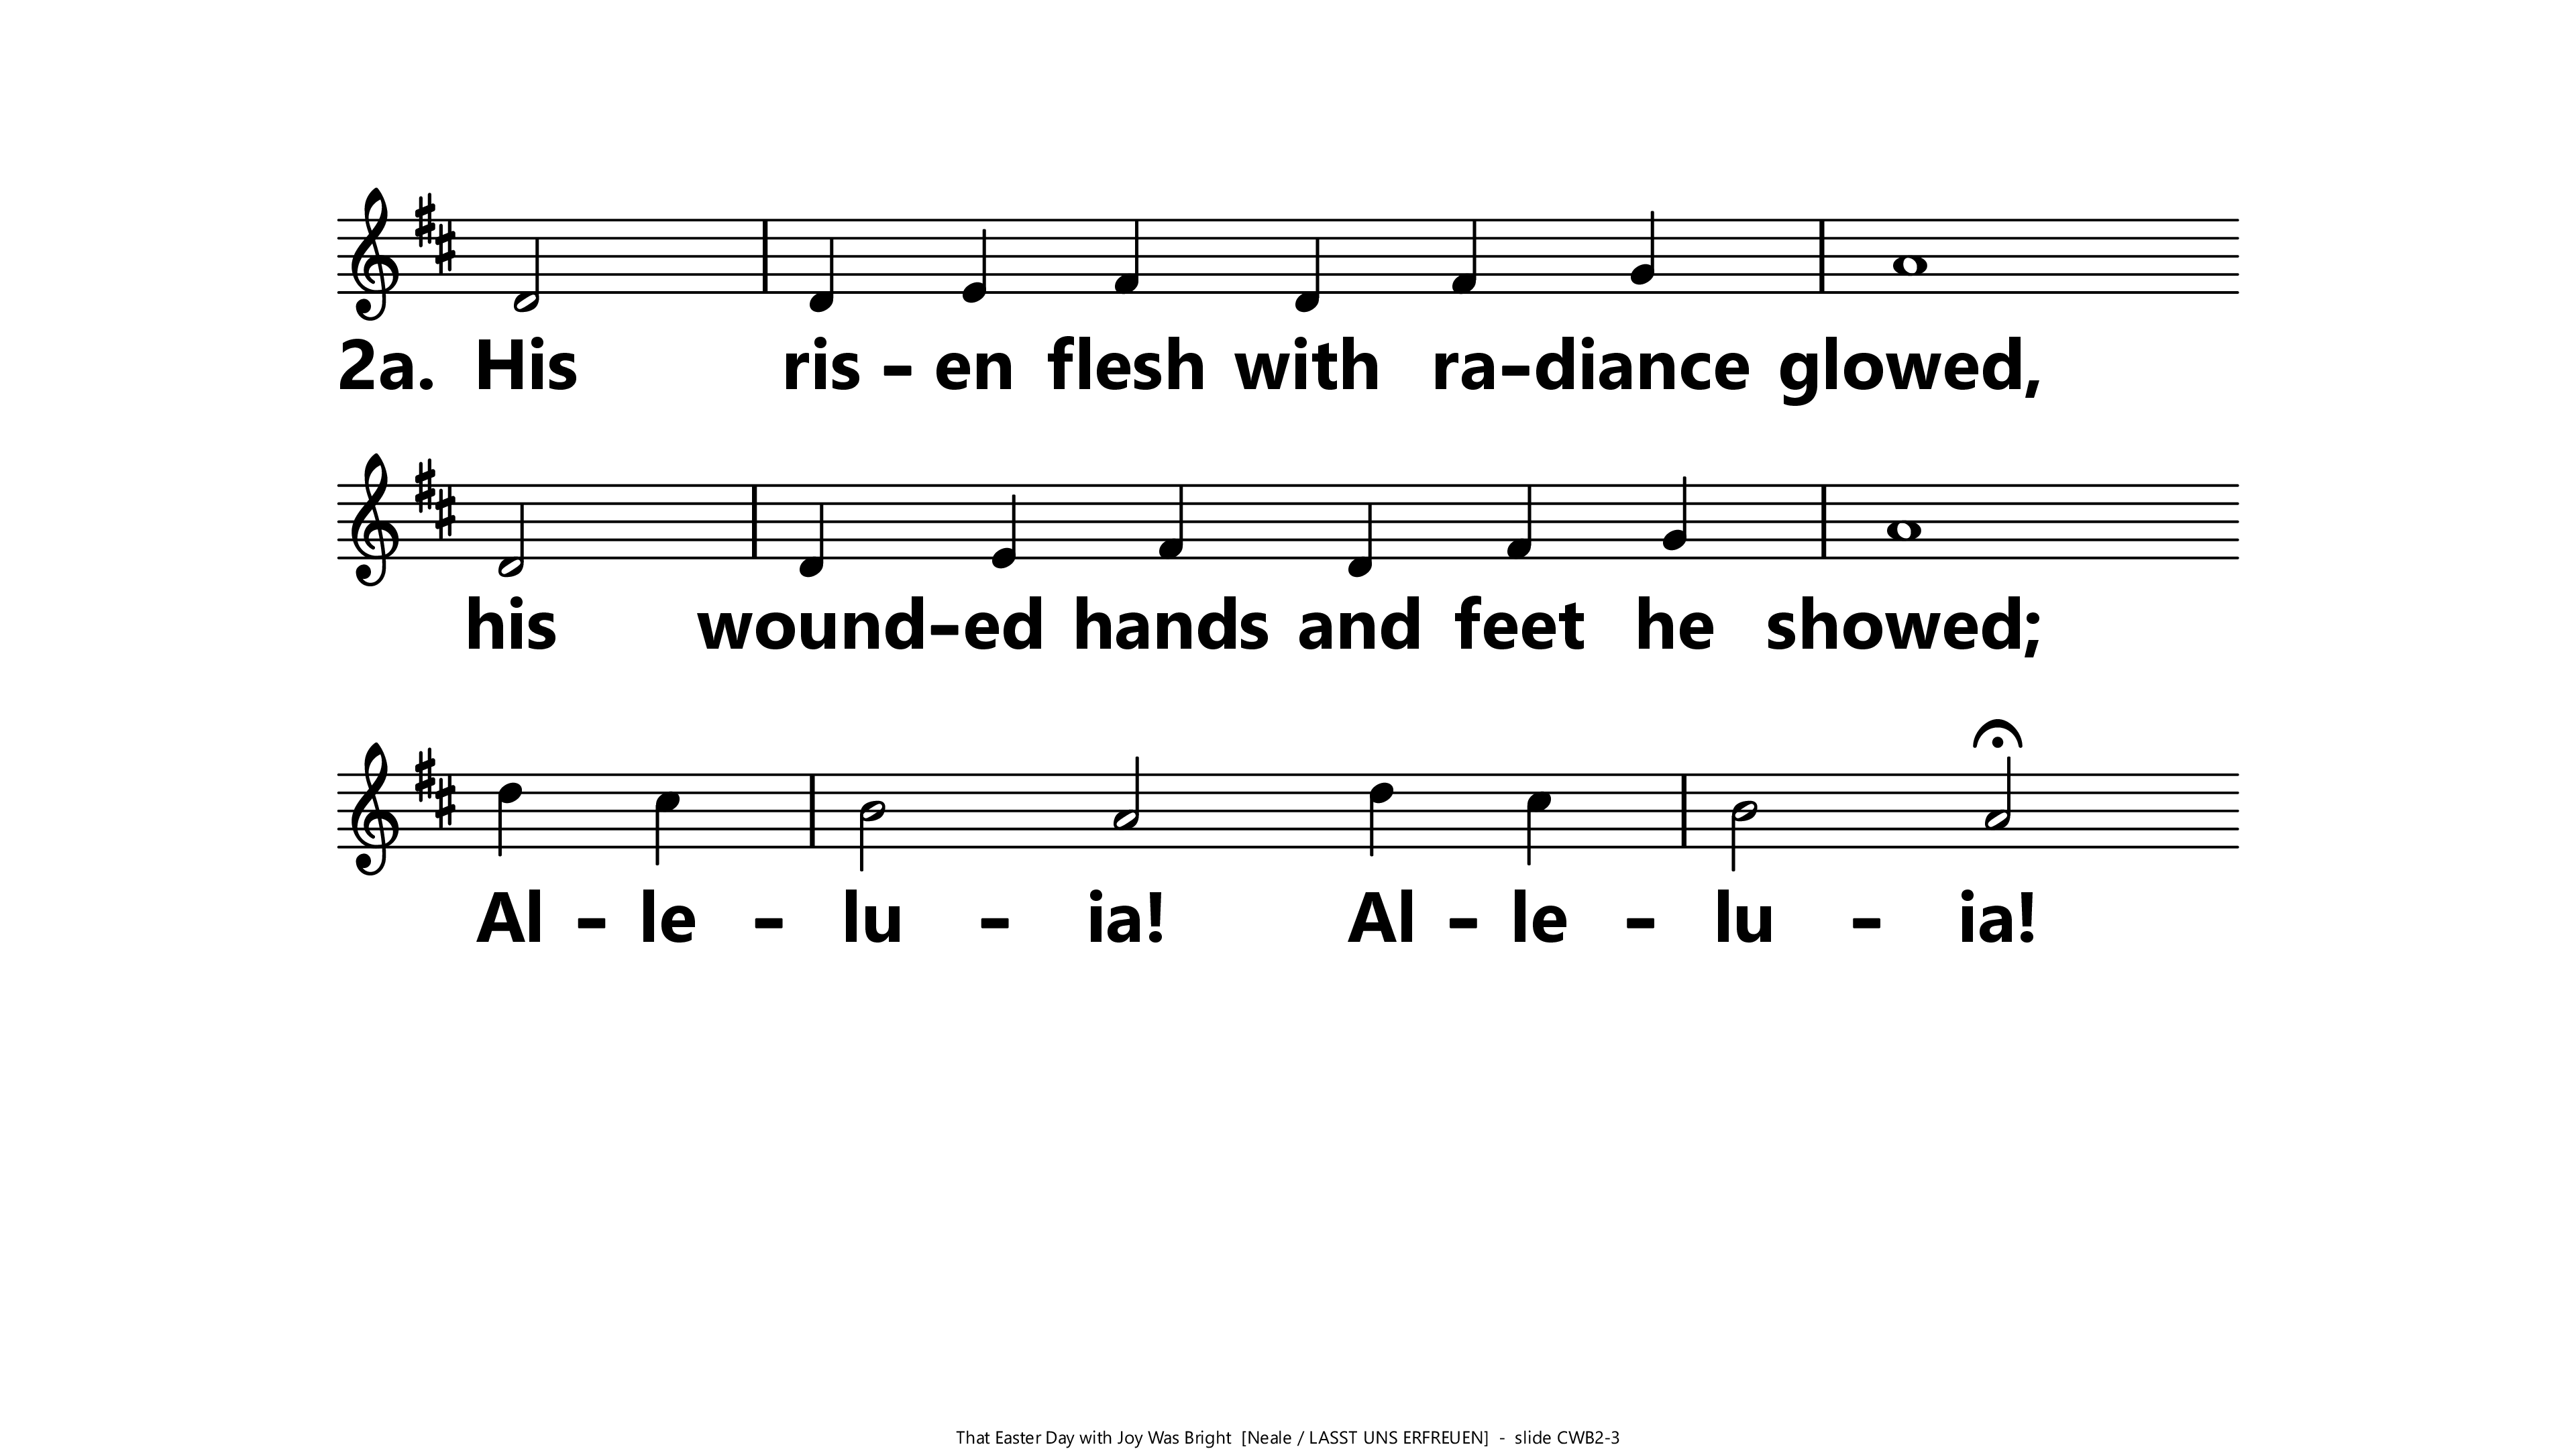 2a. His ris - en flesh with ra-diance glowed,
his wound-ed hands and feet he showed;
Al - le - lu - ia! Al - le - lu - ia!
That Easter Day with Joy Was Bright [Neale / LASST UNS ERFREUEN] - slide CWB2-3